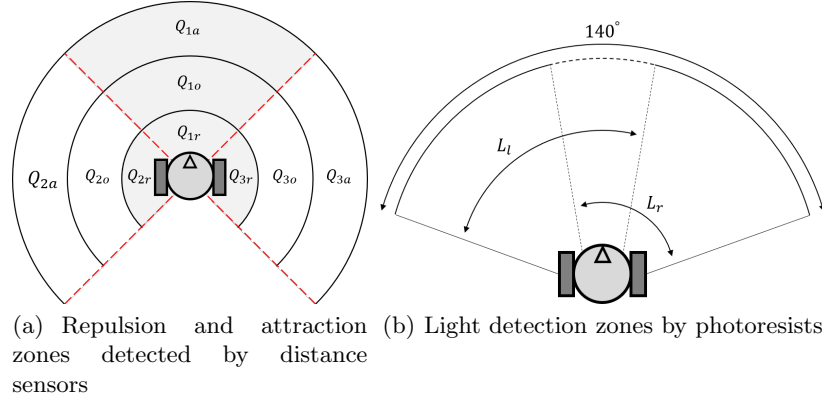 Q1a
Q1o
Q1r
Q2a Q2o Q2r Q3r Q3o Q3a
140°
Ll
Lr
(a) Repulsion and attraction
zones detected by distance
sensors
(b) Light detection zones by photoresists